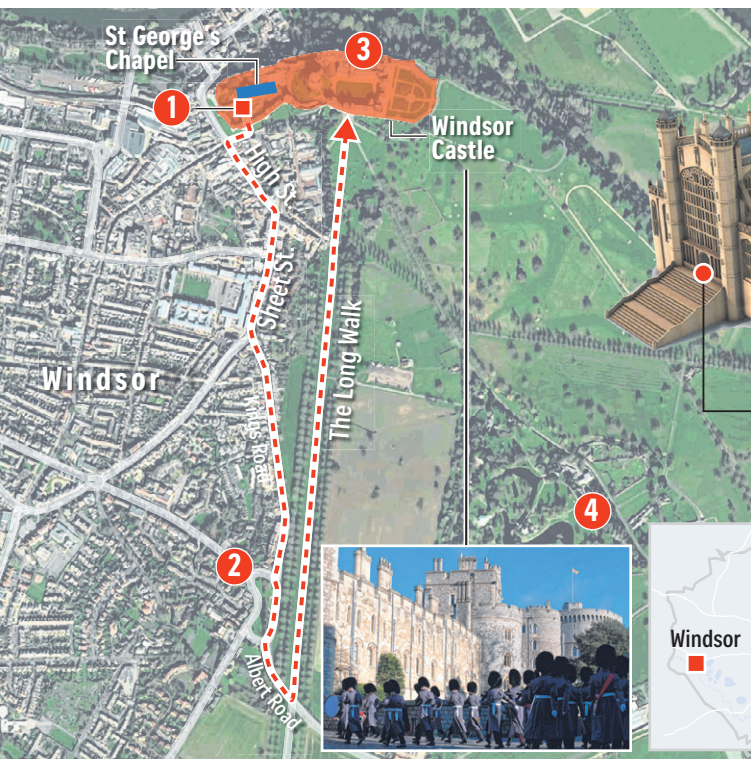 St George's
Chapel
3
1
Windsor
Castle
High St.
Sheet St.
The Long Walk
Windsor
Kings Road
4
2
Windsor
Albert Road